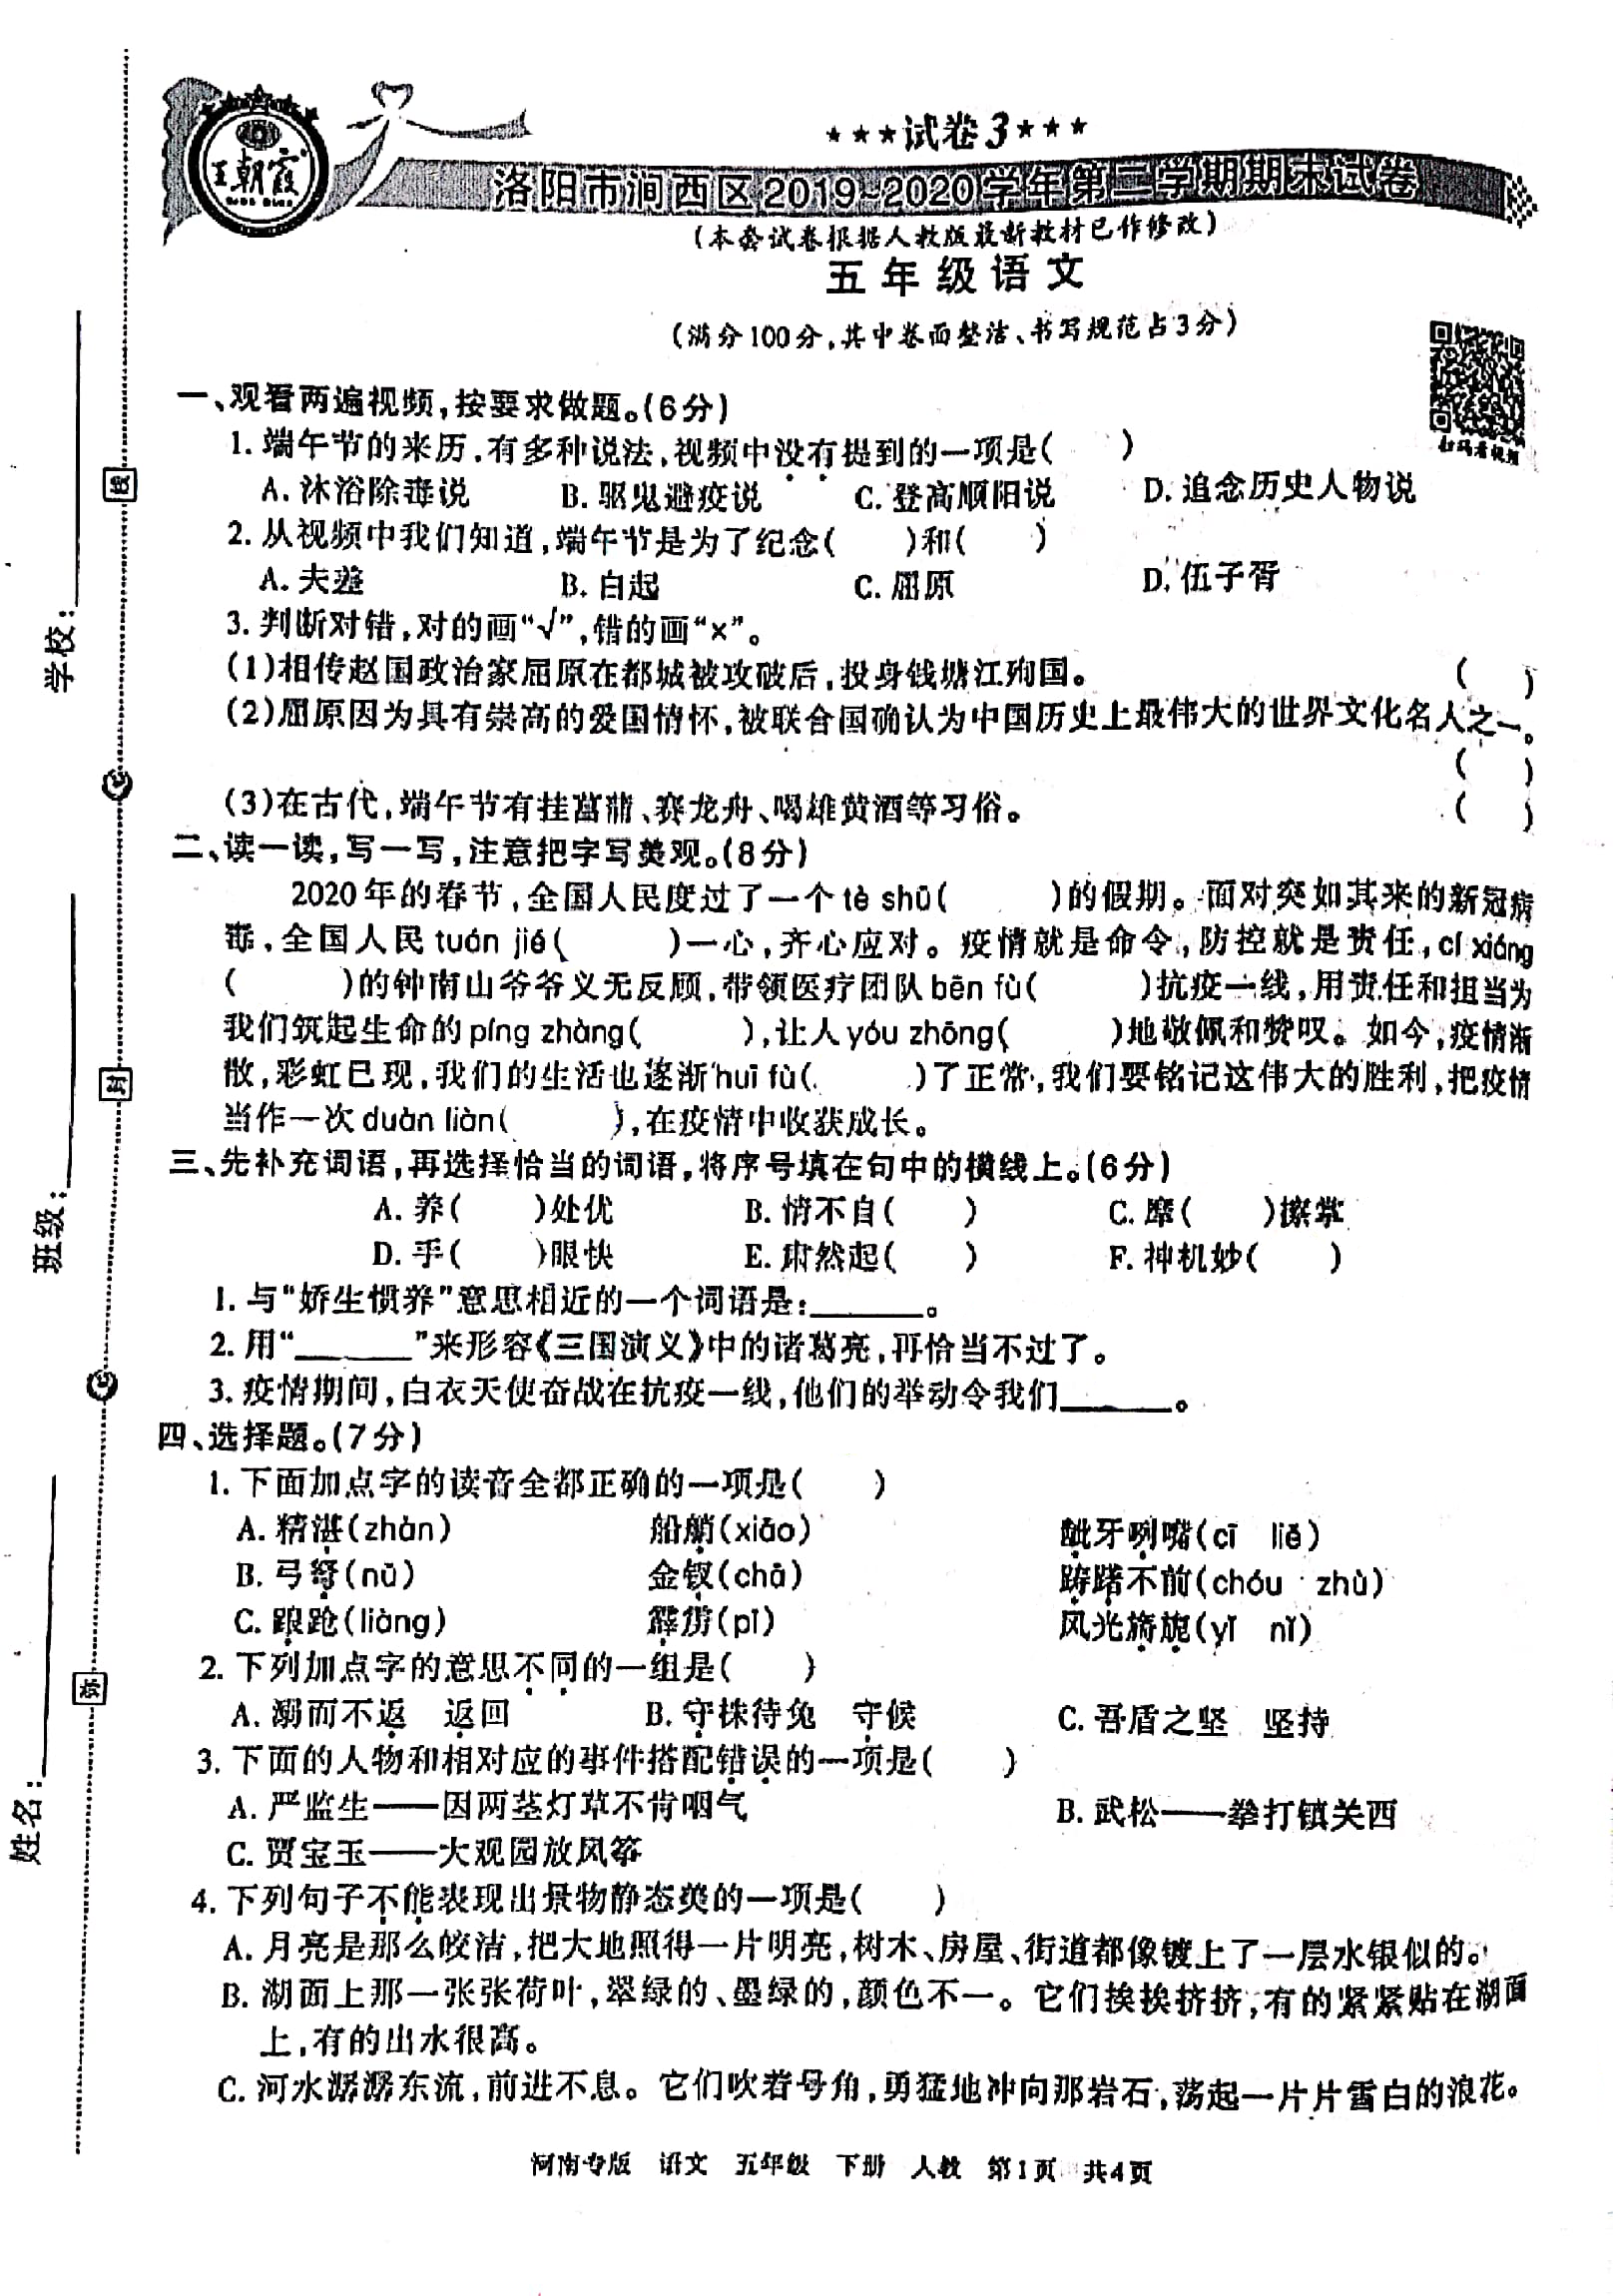 王朝霞
★★★试卷3★★★
洛阳市涧西区2019~2020学年第二学期期末试卷
(本套试卷根据人教版最新教材已作修改)
五年级语文
(满分100分,其中卷面整洁、书写规范占3分)
扫码看视频
一、观看两遍视频,按要求做题。(6分)
1. 端午节的来历,有多种说法,视频中没有提到的一项是(  )
A. 沐浴除毒说 B. 驱鬼避疫说 C. 登高顺阳说 D. 追念历史人物说
2. 从视频中我们知道,端午节是为了纪念(  )和(  )
A. 夫差 B. 白起 C. 屈原 D. 伍子胥
3. 判断对错,对的画“√”,错的画“×”。
(1)相传赵国政治家屈原在都城被攻破后,投身钱塘江殉国。 (  )
(2)屈原因为具有崇高的爱国情怀,被联合国确认为中国历史上最伟大的世界文化名人之一。
(  )
(3)在古代,端午节有挂菖蒲、赛龙舟、喝雄黄酒等习俗。 (  )
二、读一读,写一写,注意把字写美观。(8分)
2020年的春节,全国人民度过了一个tè shū(  )的假期。面对突如其来的新冠病
毒,全国人民tuán jié(  )一心,齐心应对。疫情就是命令,防控就是责任,cí xiáng
(  )的钟南山爷爷义无反顾,带领医疗团队bēn fù(  )抗疫一线,用责任和担当为
我们筑起生命的píng zhàng(  ),让人yóu zhōng(  )地敬佩和赞叹。如今,疫情渐
散,彩虹已现,我们的生活也逐渐huī fù(  )了正常,我们要铭记这伟大的胜利,把疫情
当作一次duàn liàn(  ),在疫情中收获成长。
三、先补充词语,再选择恰当的词语,将序号填在句中的横线上。(6分)
A. 养(  )处优 B. 情不自(  ) C. 摩(  )擦掌
D. 手(  )眼快 E. 肃然起(  ) F. 神机妙(  )
1. 与“娇生惯养”意思相近的一个词语是:______。
2. 用“______”来形容《三国演义》中的诸葛亮,再恰当不过了。
3. 疫情期间,白衣天使奋战在抗疫一线,他们的举动令我们______。
四、选择题。(7分)
1. 下面加点字的读音全都正确的一项是(  )
A. 精湛(zhàn) 船艄(xiāo) 龇牙咧嘴(cī liě)
B. 弓弩(nǔ) 金钗(chā) 踌躇不前(chóu zhù)
C. 踉跄(liàng) 霹雳(pī) 风光旖旎(yǐ nǐ)
2. 下列加点字的意思不同的一组是(  )
A. 溺而不返 返回 B. 守株待兔 守候 C. 吾盾之坚 坚持
3. 下面的人物和相对应的事件搭配错误的一项是(  )
A. 严监生——因两茎灯草不肯咽气 B. 武松——拳打镇关西
C. 贾宝玉——大观园放风筝
4. 下列句子不能表现出景物静态美的一项是(  )
A. 月亮是那么皎洁,把大地照得一片明亮,树木、房屋、街道都像镀上了一层水银似的。
B. 湖面上那一张张荷叶,翠绿的、墨绿的,颜色不一。它们挨挨挤挤,有的紧紧贴在湖面
上,有的出水很高。
C. 河水潺潺东流,前进不息。它们吹着号角,勇猛地冲向那岩石,荡起一片片雪白的浪花。
河南专版 语文 五年级 下册 人教 第1页 共4页
学校:
班级:
姓名:
线
封
密